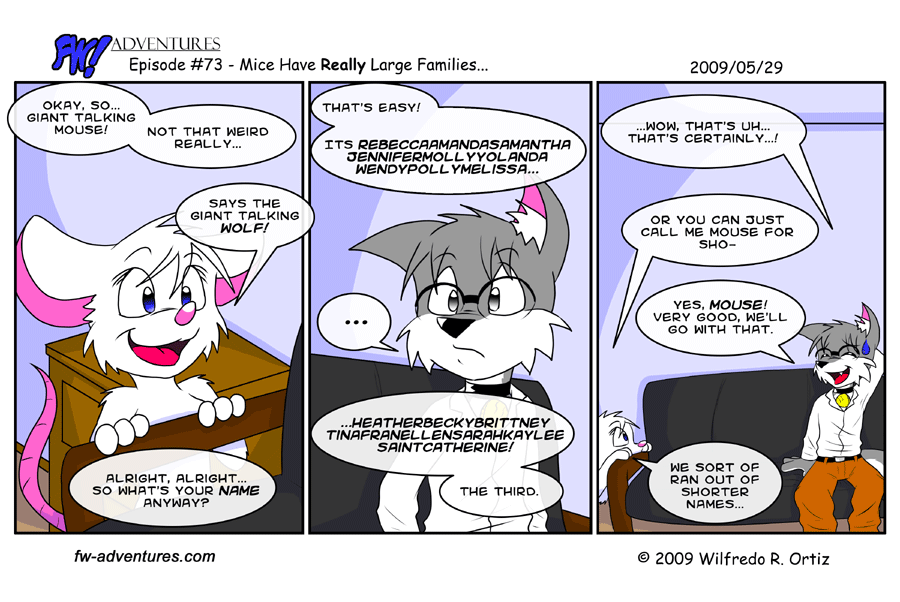 FW! ADVENTURES
Episode #73 - Mice Have Really Large Families...
2009/05/29
OKAY, SO...
GIANT TALKING
MOUSE!
NOT THAT WEIRD
REALLY...
SAYS THE
GIANT TALKING
WOLF!
ALRIGHT, ALRIGHT...
SO WHAT'S YOUR NAME
ANYWAY?
THAT'S EASY!
ITS REBECCAAMANDASAMANTHA
JENNIFERMOLLYYOLANDA
WENDYPOLLYMELISSA...
...
...HEATHERBECKYBRITTNEY
TINAFRANELLENSARAHKAYLEE
SAINTCATHERINE!
THE THIRD.
...WOW, THAT'S UH...
THAT'S CERTAINLY...!
OR YOU CAN JUST
CALL ME MOUSE FOR
SHO-
YES, MOUSE!
VERY GOOD, WE'LL
GO WITH THAT.
WE SORT OF
RAN OUT OF
SHORTER
NAMES...
fw-adventures.com
© 2009 Wilfredo R. Ortiz